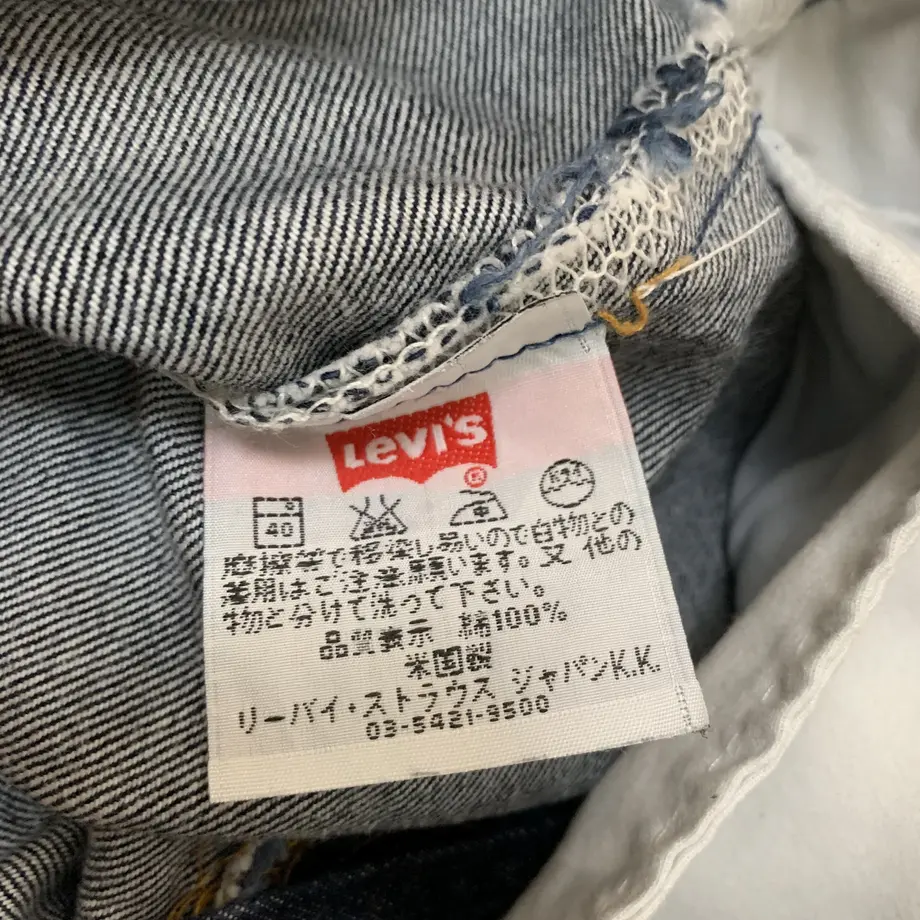 LEVI'S
®
40
摩擦等で移染し易いので白物との
着用はご注意願います。又 他の
物と分けて洗って下さい。
品質表示 綿100%
米国製
リーバイ・ストラウス ジャパンK.K.
03-5421-9500